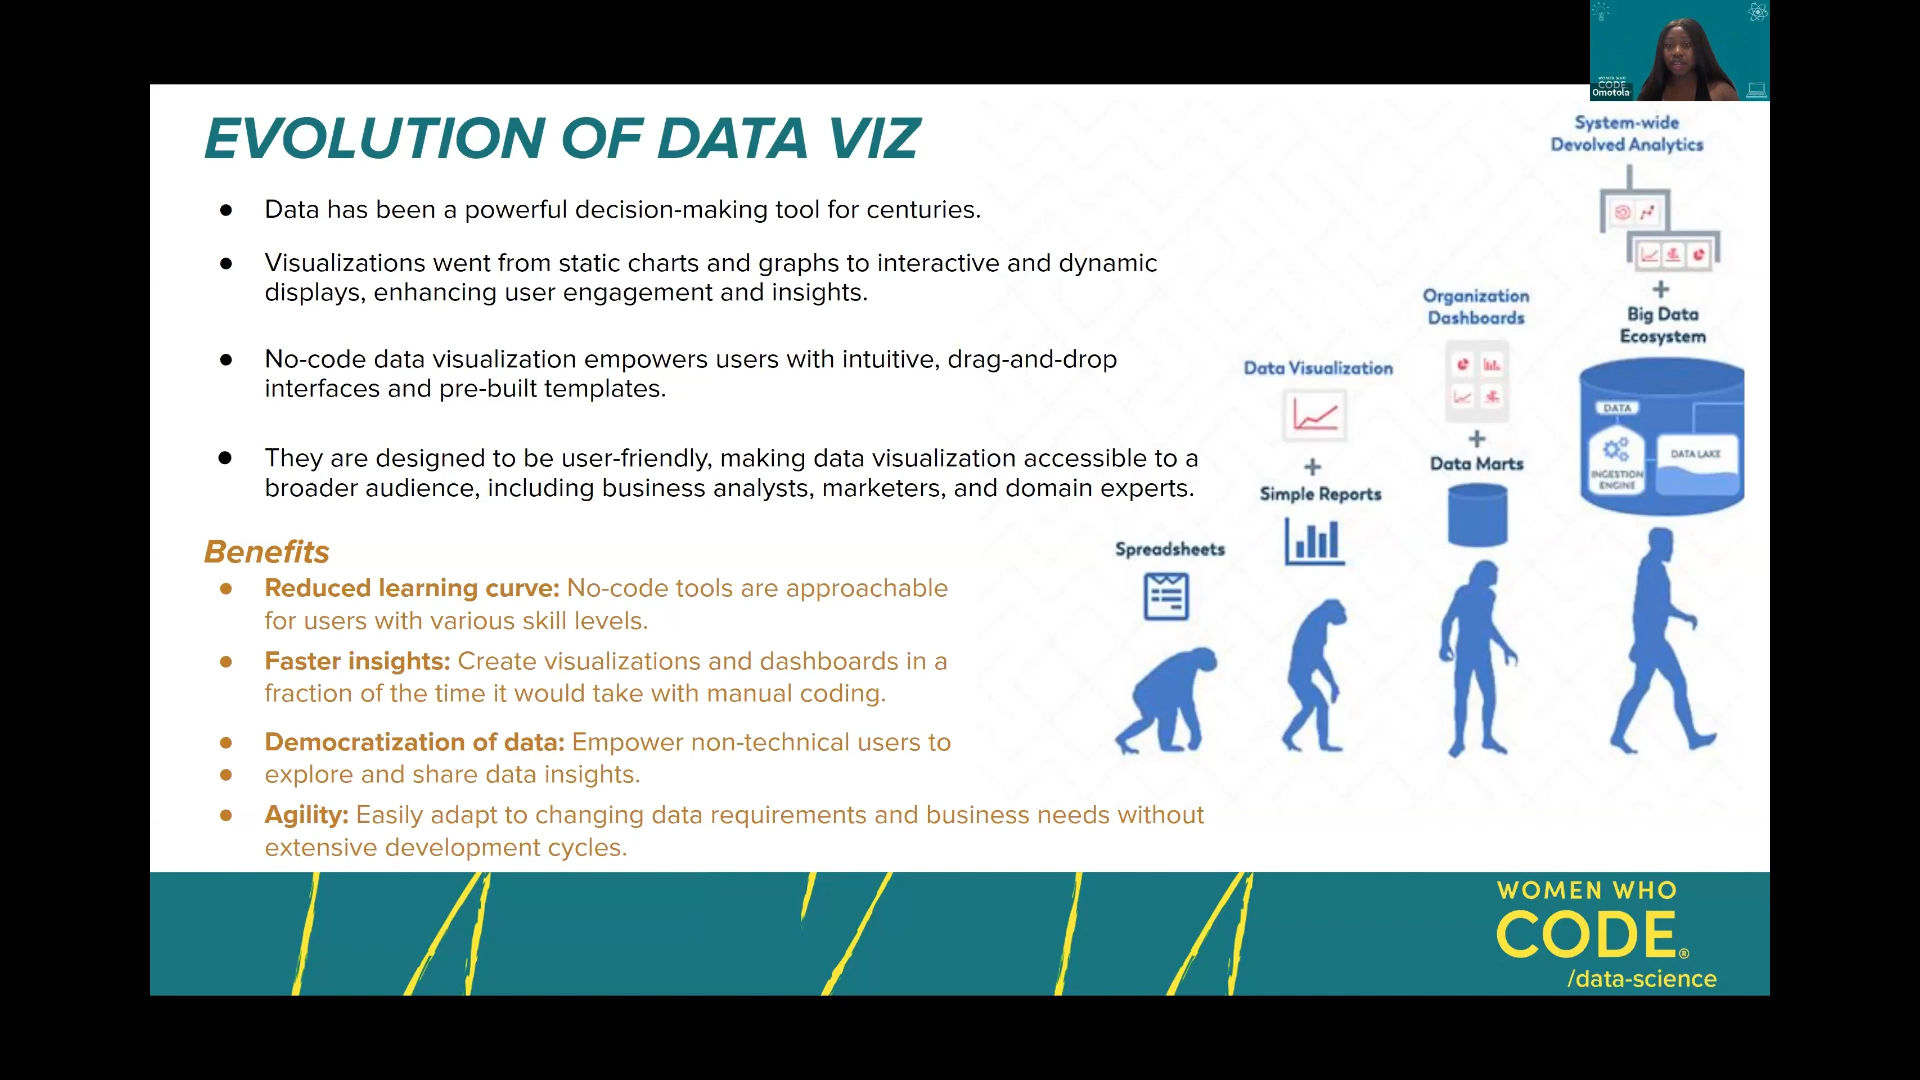 WOMEN WHO
CODE
Omotola
EVOLUTION OF DATA VIZ
● Data has been a powerful decision-making tool for centuries.
● Visualizations went from static charts and graphs to interactive and dynamic
displays, enhancing user engagement and insights.
● No-code data visualization empowers users with intuitive, drag-and-drop
interfaces and pre-built templates.
● They are designed to be user-friendly, making data visualization accessible to a
broader audience, including business analysts, marketers, and domain experts.
Benefits
● Reduced learning curve: No-code tools are approachable
for users with various skill levels.
● Faster insights: Create visualizations and dashboards in a
fraction of the time it would take with manual coding.
● Democratization of data: Empower non-technical users to
● explore and share data insights.
● Agility: Easily adapt to changing data requirements and business needs without
extensive development cycles.
Spreadsheets
Data Visualization
+
Simple Reports
Organization
Dashboards
+
Data Marts
System-wide
Devolved Analytics
+
Big Data
Ecosystem
DATA
INGESTION
ENGINE
DATA LAKE
WOMEN WHO
CODE®
/data-science